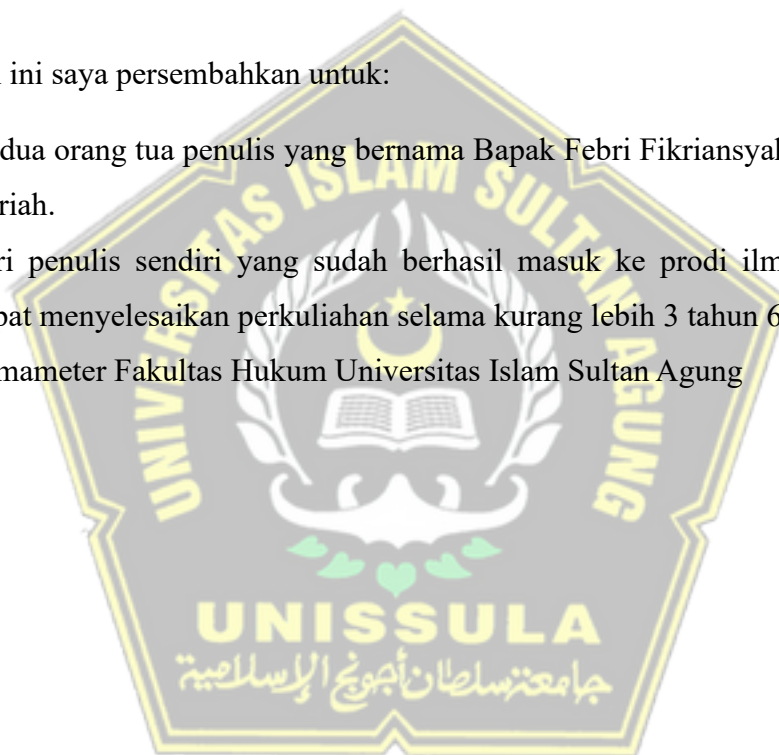 ini saya persembahkan untuk:
dua orang tua penulis yang bernama Bapak Febri Fikriansyah
riah.
ri penulis sendiri yang sudah berhasil masuk ke prodi ilm
pat menyelesaikan perkuliahan selama kurang lebih 3 tahun 6
mameter Fakultas Hukum Universitas Islam Sultan Agung
UNIVERSITAS ISLAM SULTAN AGUNG
UNISSULA
جامعتنسلطان أجونج الإسلامية